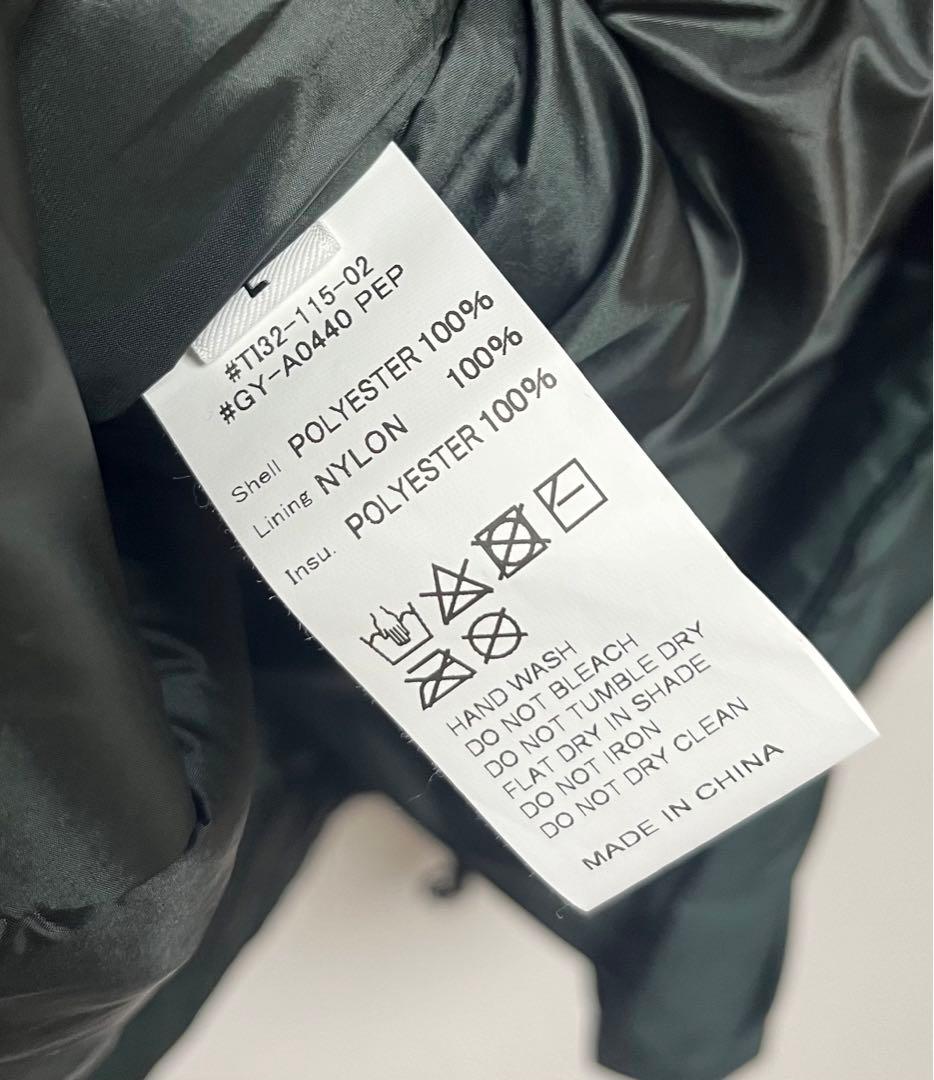 L
#TI32-115-02
#GY-A0440 PEP
Shell POLYESTER 100%
Lining NYLON 100%
Insu. POLYESTER 100%
HAND WASH
DO NOT BLEACH
DO NOT TUMBLE DRY
FLAT DRY IN SHADE
DO NOT IRON
DO NOT DRY CLEAN
MADE IN CHINA